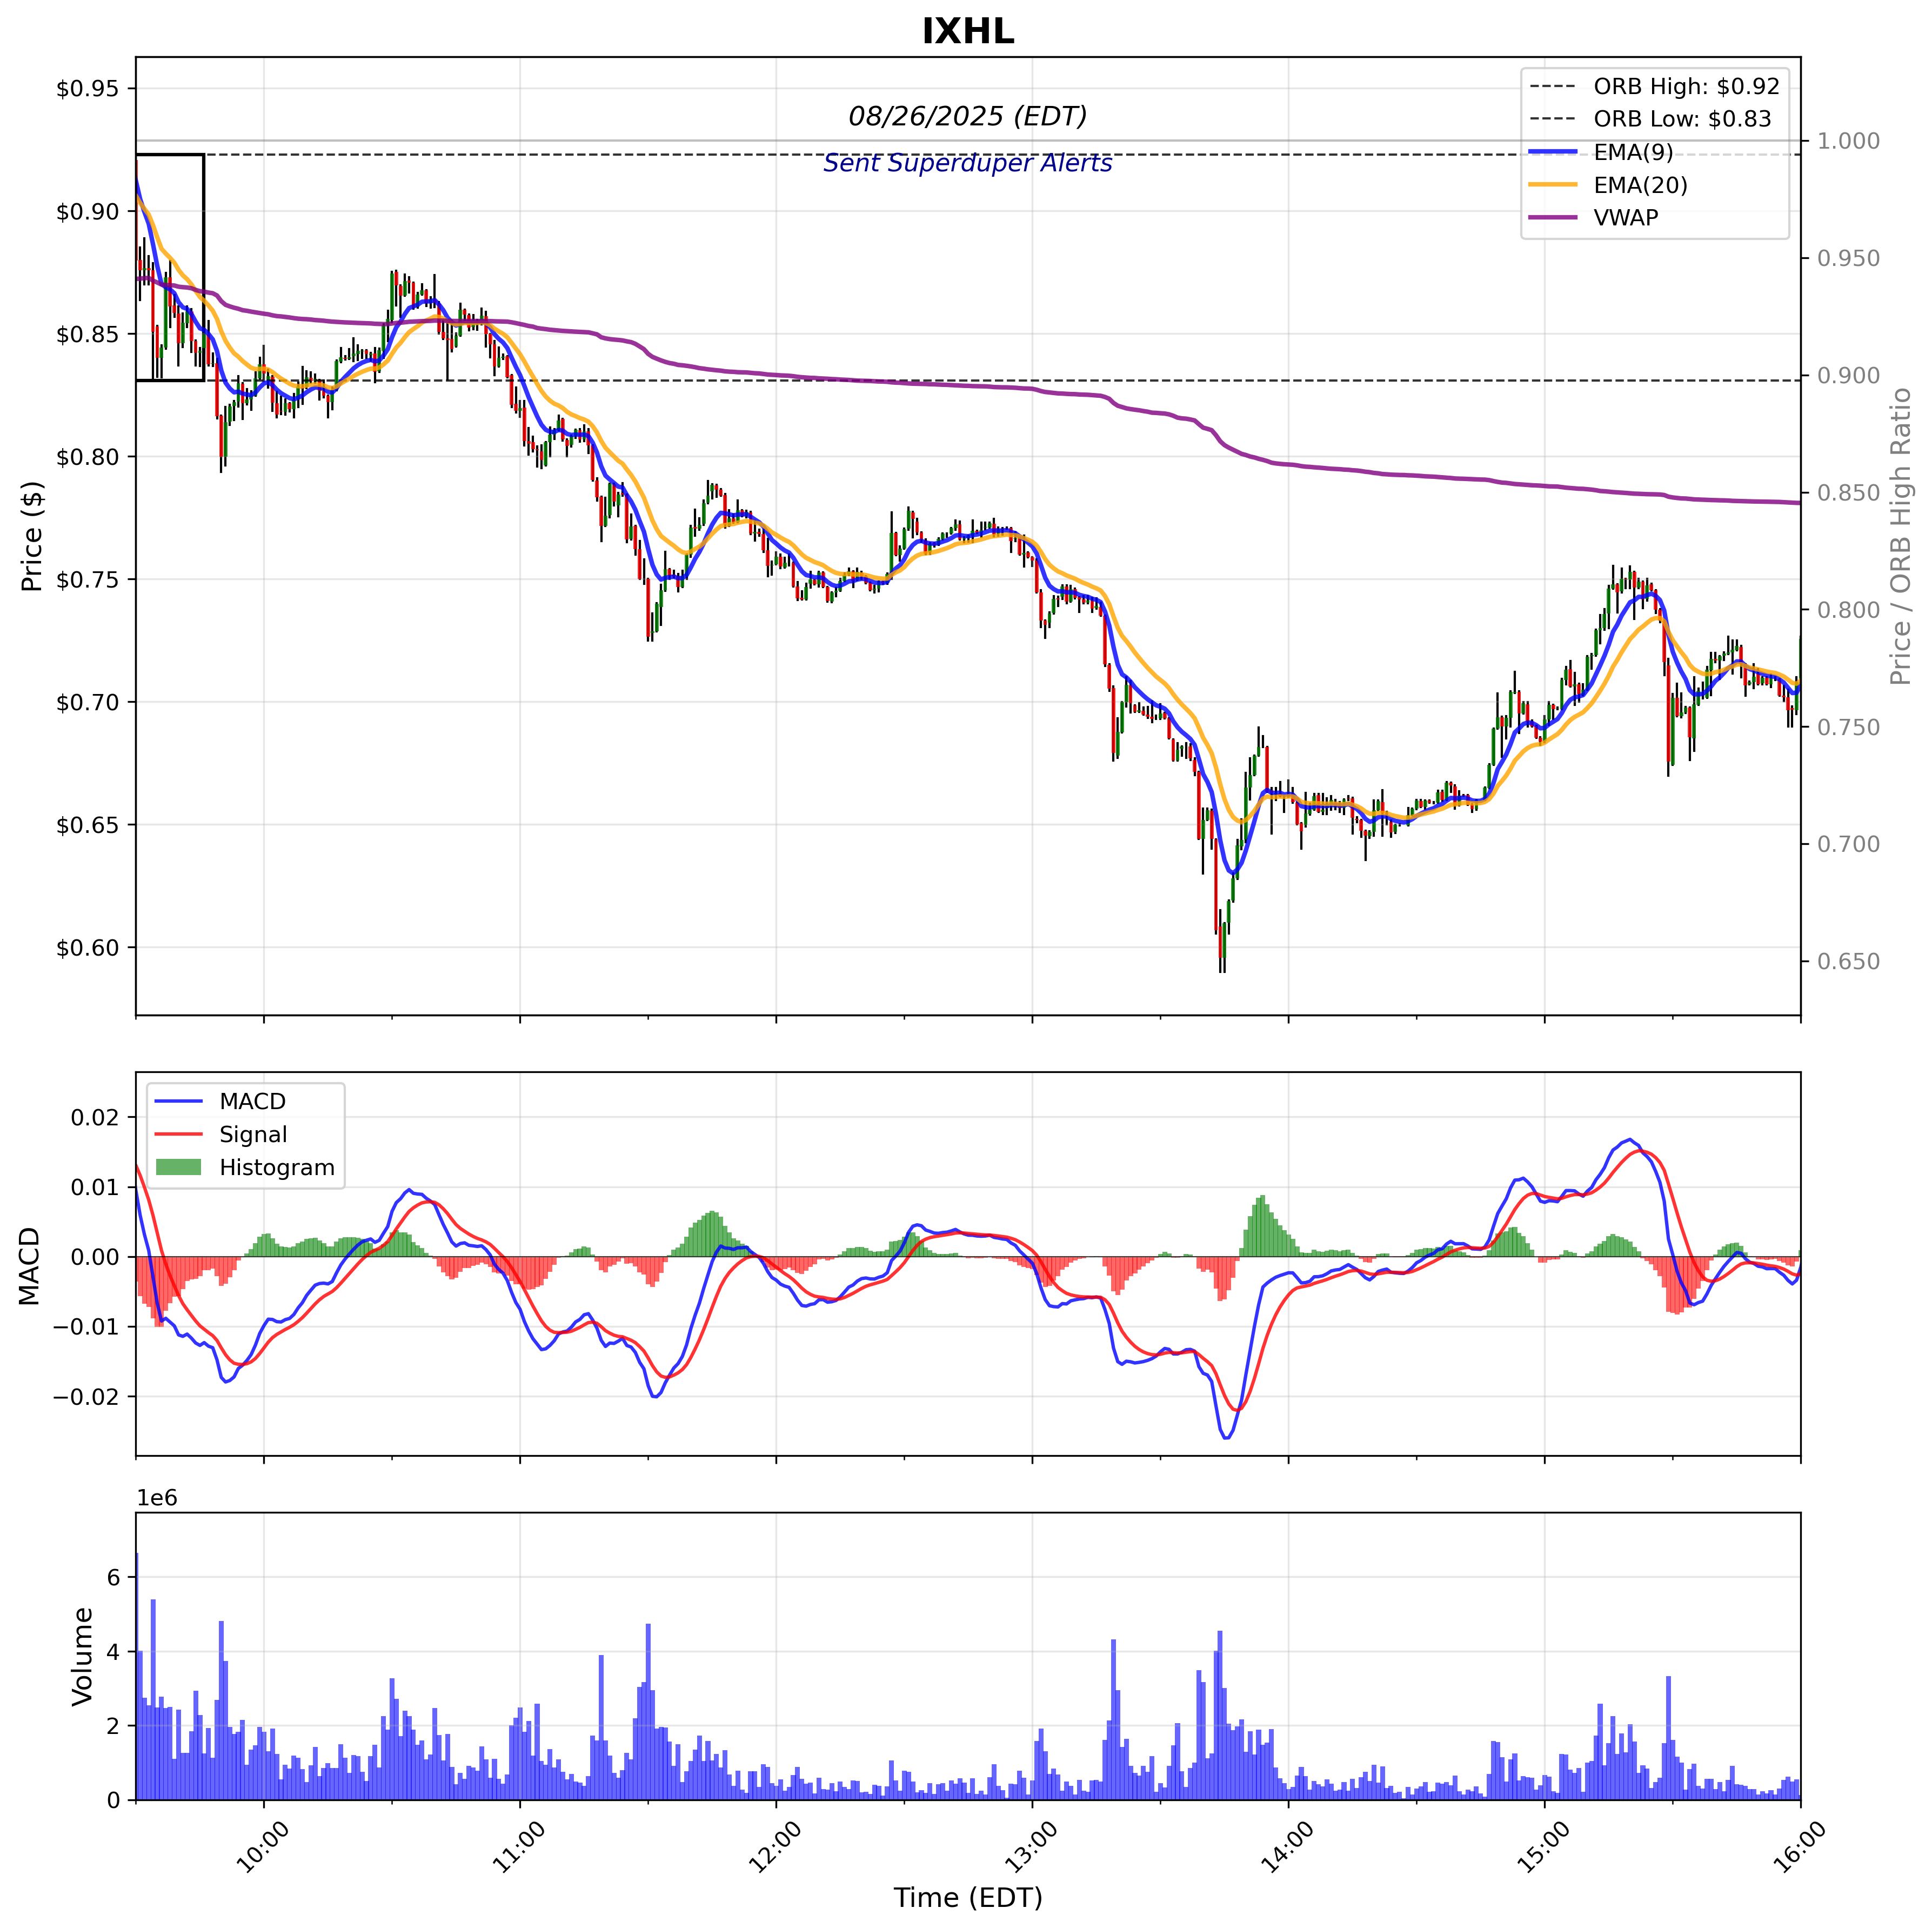 IXHL
08/26/2025 (EDT)
Sent Superduper Alerts
ORB High: $0.92
ORB Low: $0.83
EMA(9)
EMA(20)
VWAP
Price ($)
$0.95
$0.90
$0.85
$0.80
$0.75
$0.70
$0.65
$0.60
Price / ORB High Ratio
1.000
0.950
0.900
0.850
0.800
0.750
0.700
0.650
MACD
Signal
Histogram
MACD
0.02
0.01
0.00
−0.01
−0.02
1e6
Volume
6
4
2
0
10:00
11:00
12:00
13:00
14:00
15:00
16:00
Time (EDT)